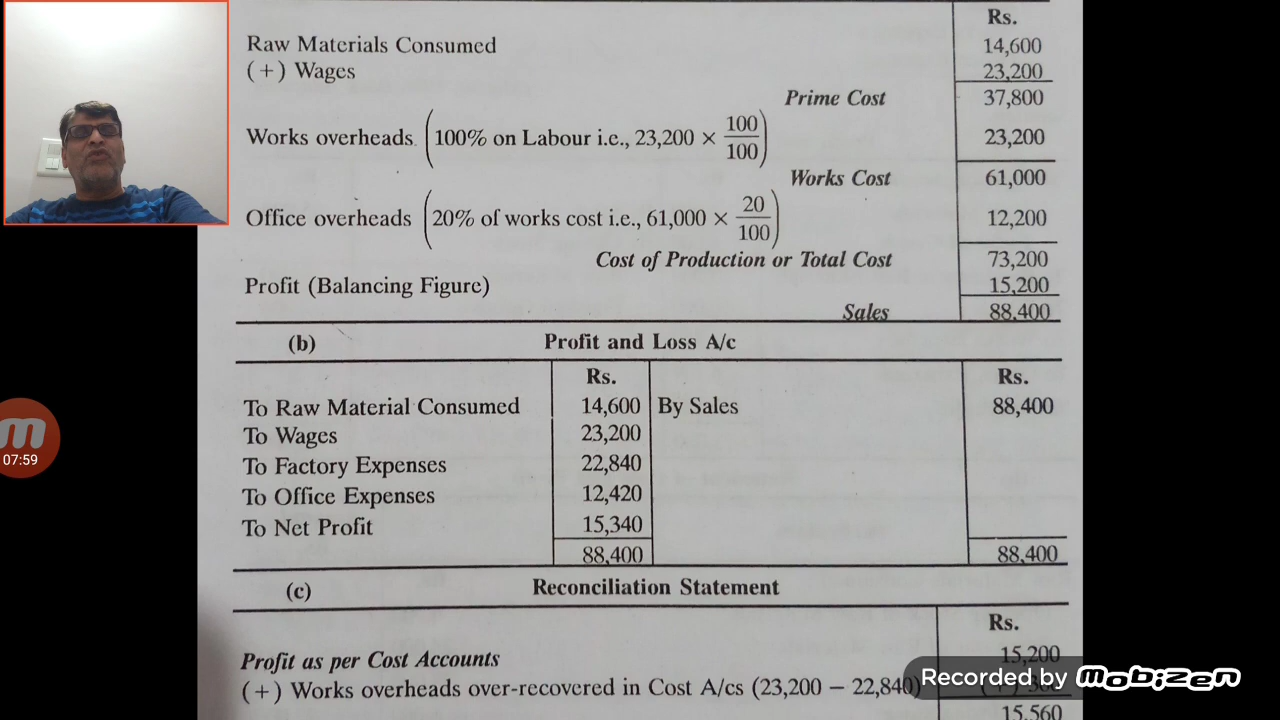 Rs.
Raw Materials Consumed 14,600
(+) Wages 23,200
Prime Cost 37,800
Works overheads (100% on Labour i.e., 23,200 × 100/100) 23,200
Works Cost 61,000
Office overheads (20% of works cost i.e., 61,000 × 20/100) 12,200
Cost of Production or Total Cost 73,200
Profit (Balancing Figure) 15,200
Sales 88,400
(b) Profit and Loss A/c
Rs. Rs.
To Raw Material Consumed 14,600 By Sales 88,400
To Wages 23,200
To Factory Expenses 22,840
To Office Expenses 12,420
To Net Profit 15,340
88,400 88,400
(c) Reconciliation Statement
Rs.
Profit as per Cost Accounts 15,200
(+) Works overheads over-recovered in Cost A/cs (23,200 – 22,840)
15,560
07:59
Recorded by Mobizen